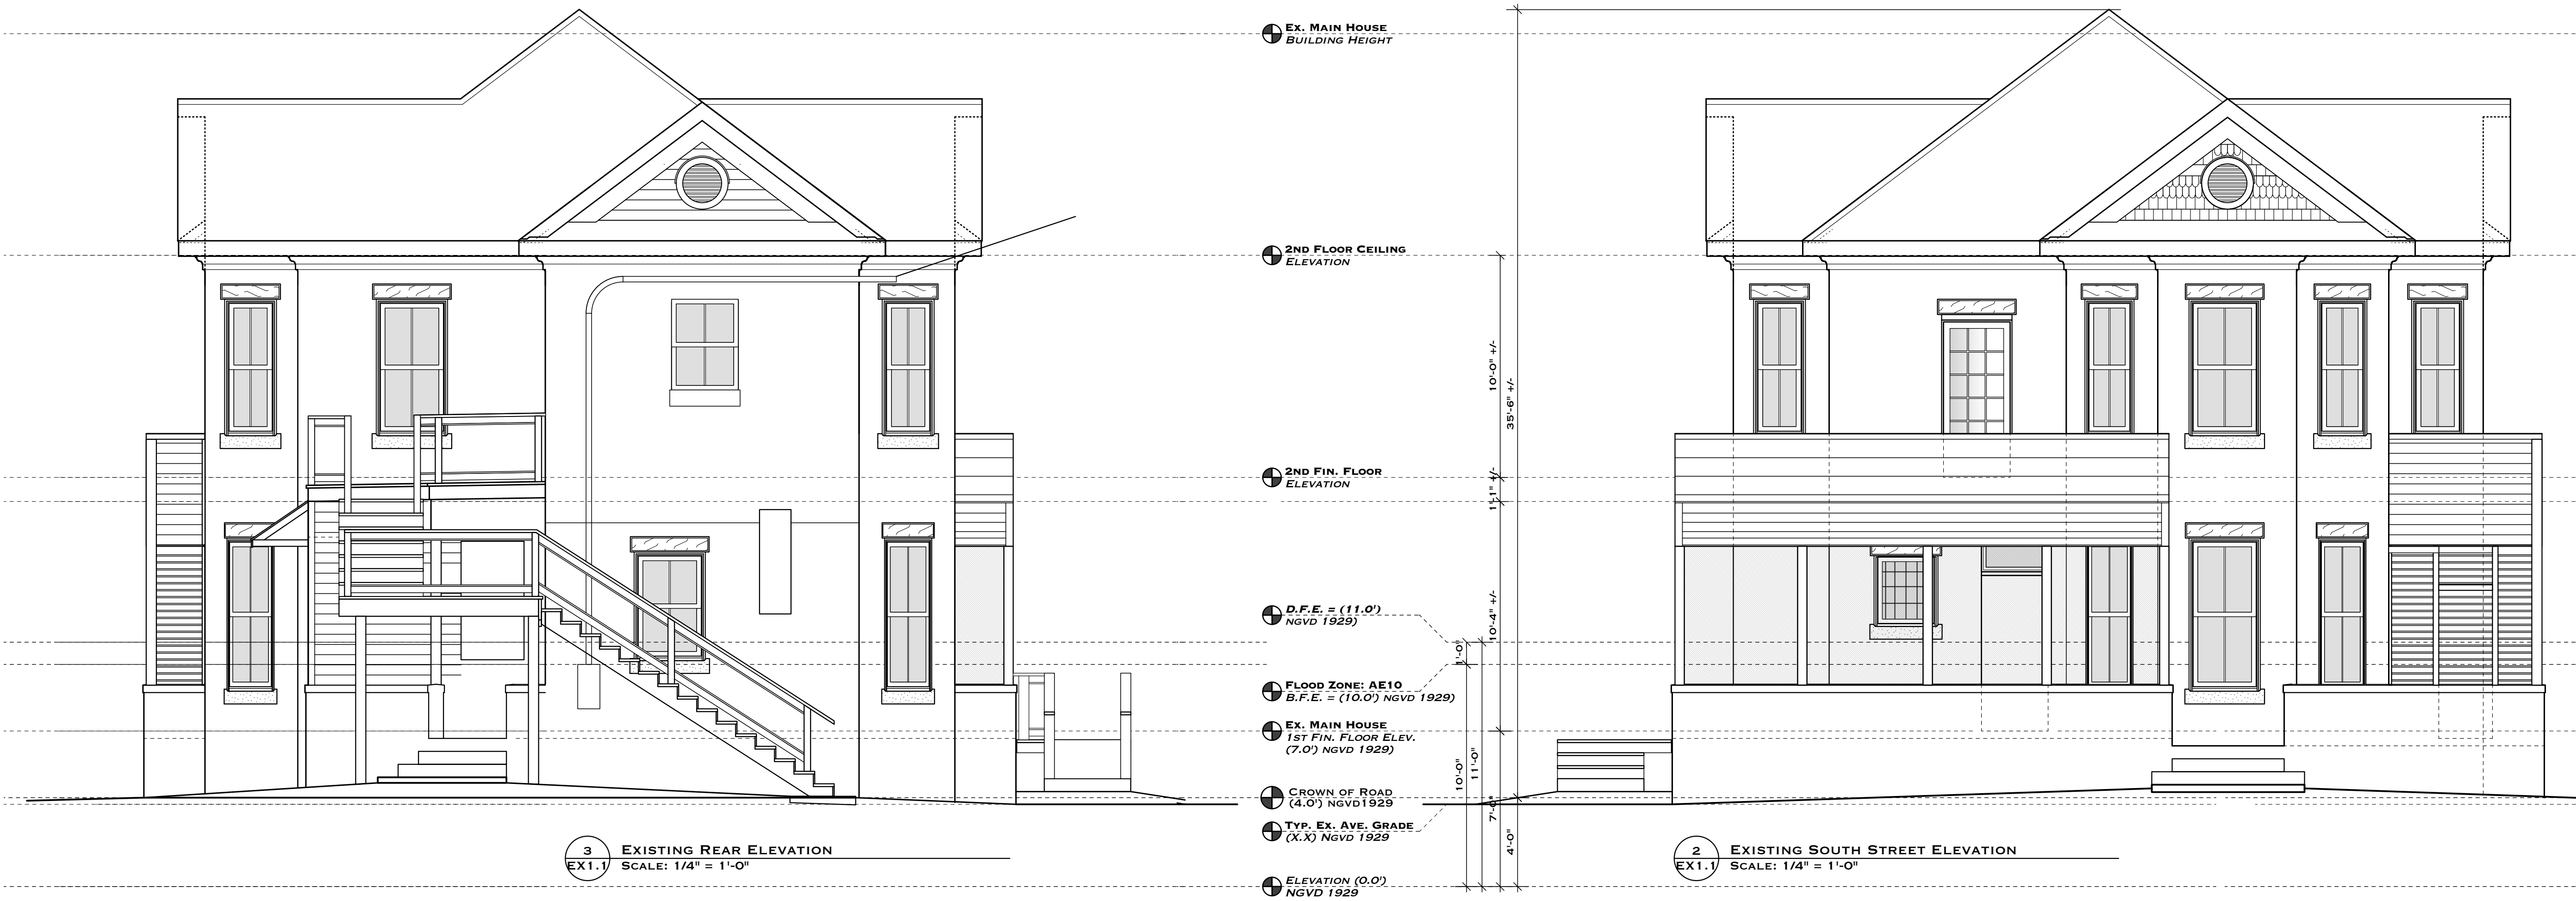 Ex. Main House
Building Height
2nd Floor Ceiling
Elevation
2nd Fin. Floor
Elevation
D.F.E. = (11.0')
NGVD 1929)
Flood Zone: AE10
B.F.E. = (10.0') NGVD 1929)
Ex. Main House
1st Fin. Floor Elev.
(7.0') NGVD 1929)
Crown of Road
(4.0') NGVD1929
Typ. Ex. Ave. Grade
(X.X) NGVD 1929
Elevation (0.0')
NGVD 1929
10'-0" +/-
35'-6" +/-
1'-1" +/-
10'-4" +/-
1'-0"
10'-0"
11'-0"
7'-0"
4'-0"
3
EX1.1
Existing Rear Elevation
Scale: 1/4" = 1'-0"
2
EX1.1
Existing South Street Elevation
Scale: 1/4" = 1'-0"